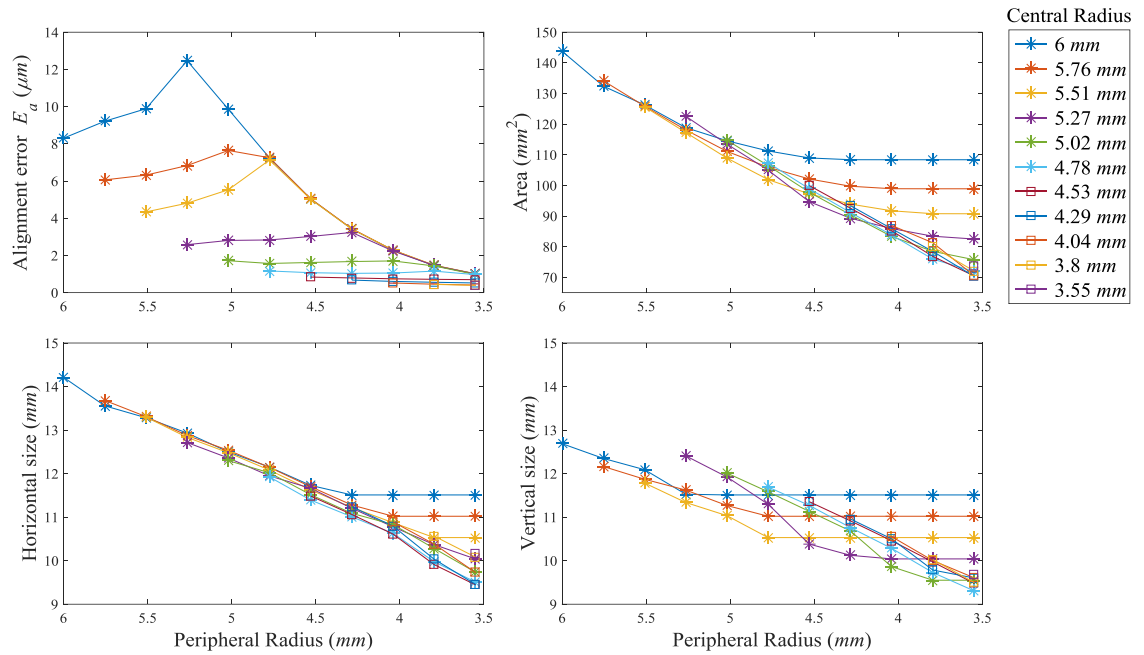 Alignment error E_a (μm)
14
12
10
8
6
4
2
0
6 5.5 5 4.5 4 3.5
Area (mm²)
150
140
130
120
110
100
90
80
70
6 5.5 5 4.5 4 3.5
Central Radius
6 mm
5.76 mm
5.51 mm
5.27 mm
5.02 mm
4.78 mm
4.53 mm
4.29 mm
4.04 mm
3.8 mm
3.55 mm
Horizontal size (mm)
15
14
13
12
11
10
9
6 5.5 5 4.5 4 3.5
Peripheral Radius (mm)
Vertical size (mm)
15
14
13
12
11
10
9
6 5.5 5 4.5 4 3.5
Peripheral Radius (mm)